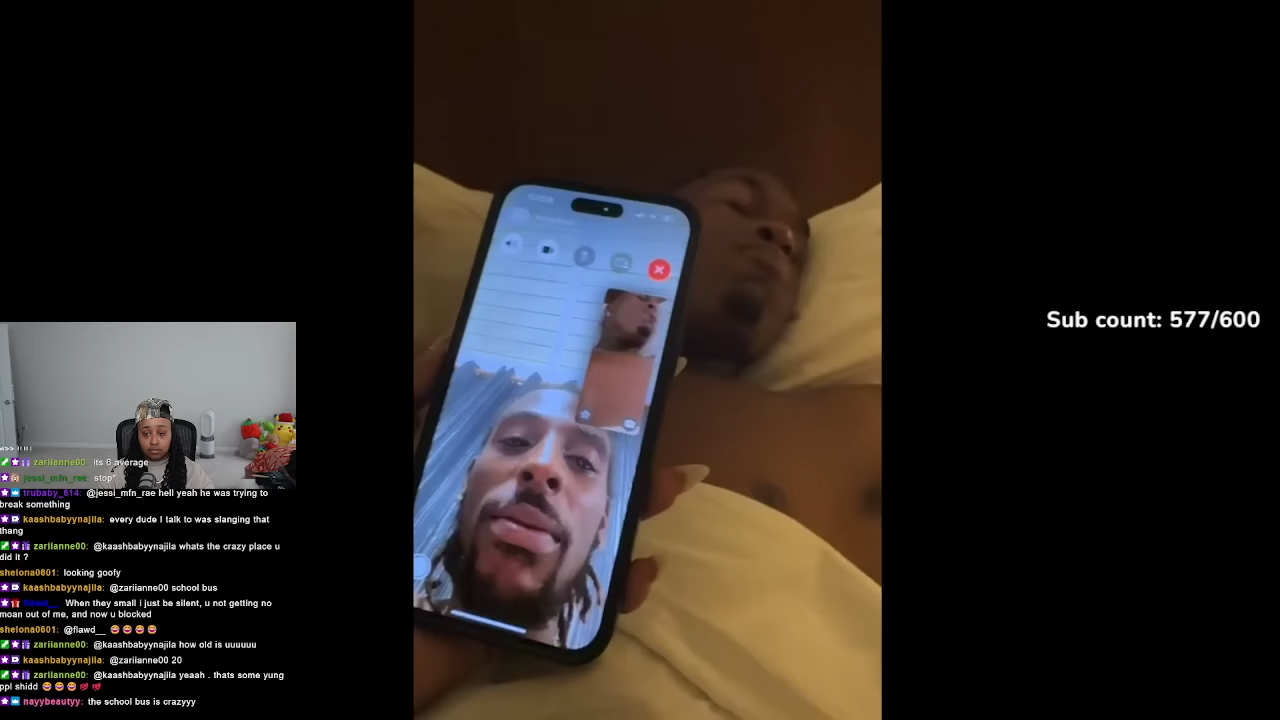 Sub count: 577/600
zariianne00: its 6 average
jessi_mfn_rae stop
trubaby_614: @jessi_mfn_rae hell yeah he was trying to
break something
kaashbabyynajila: every dude I talk to was slanging that
thang
zariianne00: @kaashbabyynajila whats the crazy place u
did it ?
shelona0601: looking goofy
kaashbabyynajila: @zariianne00 school bus
flawd__ When they small i just be silent, u not getting no
moan out of me, and now u blocked
shelona0601: @flawd__ 😂😂😂😂
zariianne00: @kaashbabyynajila how old is uuuuuu
kaashbabyynajila: @zariianne00 20
zariianne00: @kaashbabyynajila yeaah . thats some yung
ppl shidd 😂😂😂💯💯
nayybeautyy: the school bus is crazyyy